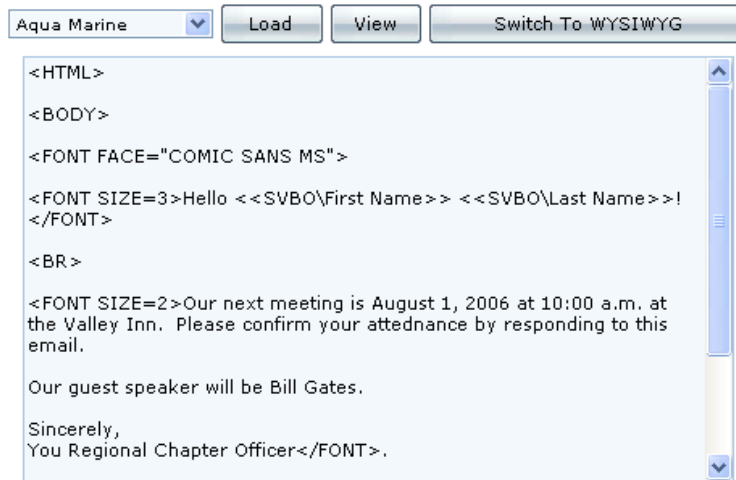 Aqua Marine Load View Switch To WYSIWYG
<HTML>
<BODY>
<FONT FACE="COMIC SANS MS">
<FONT SIZE=3>Hello <<SVBO\First Name>> <<SVBO\Last Name>>!
</FONT>
<BR>
<FONT SIZE=2>Our next meeting is August 1, 2006 at 10:00 a.m. at
the Valley Inn.  Please confirm your attednance by responding to this
email.
Our guest speaker will be Bill Gates.
Sincerely,
You Regional Chapter Officer</FONT>.